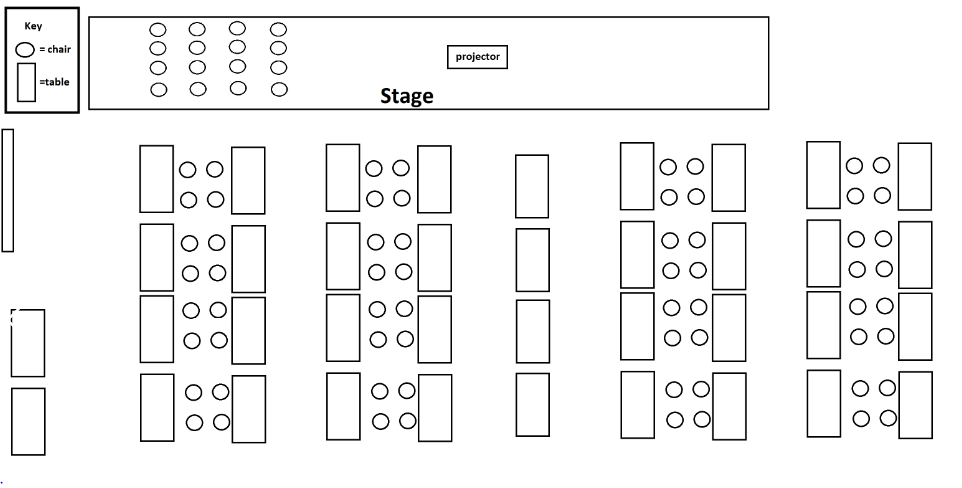 Key
= chair
=table
projector
Stage